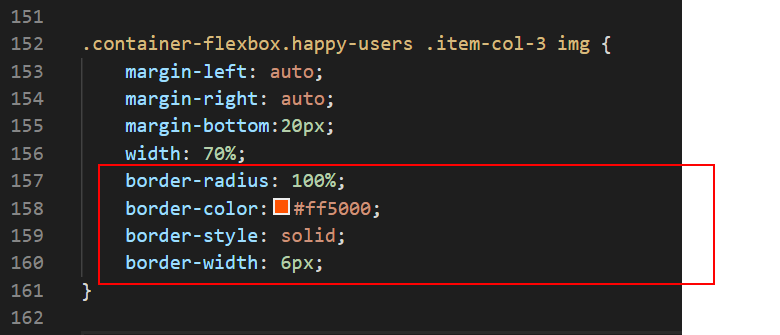 151
152 .container-flexbox.happy-users .item-col-3 img {
153 margin-left: auto;
154 margin-right: auto;
155 margin-bottom:20px;
156 width: 70%;
157 border-radius: 100%;
158 border-color: #ff5000;
159 border-style: solid;
160 border-width: 6px;
161 }
162